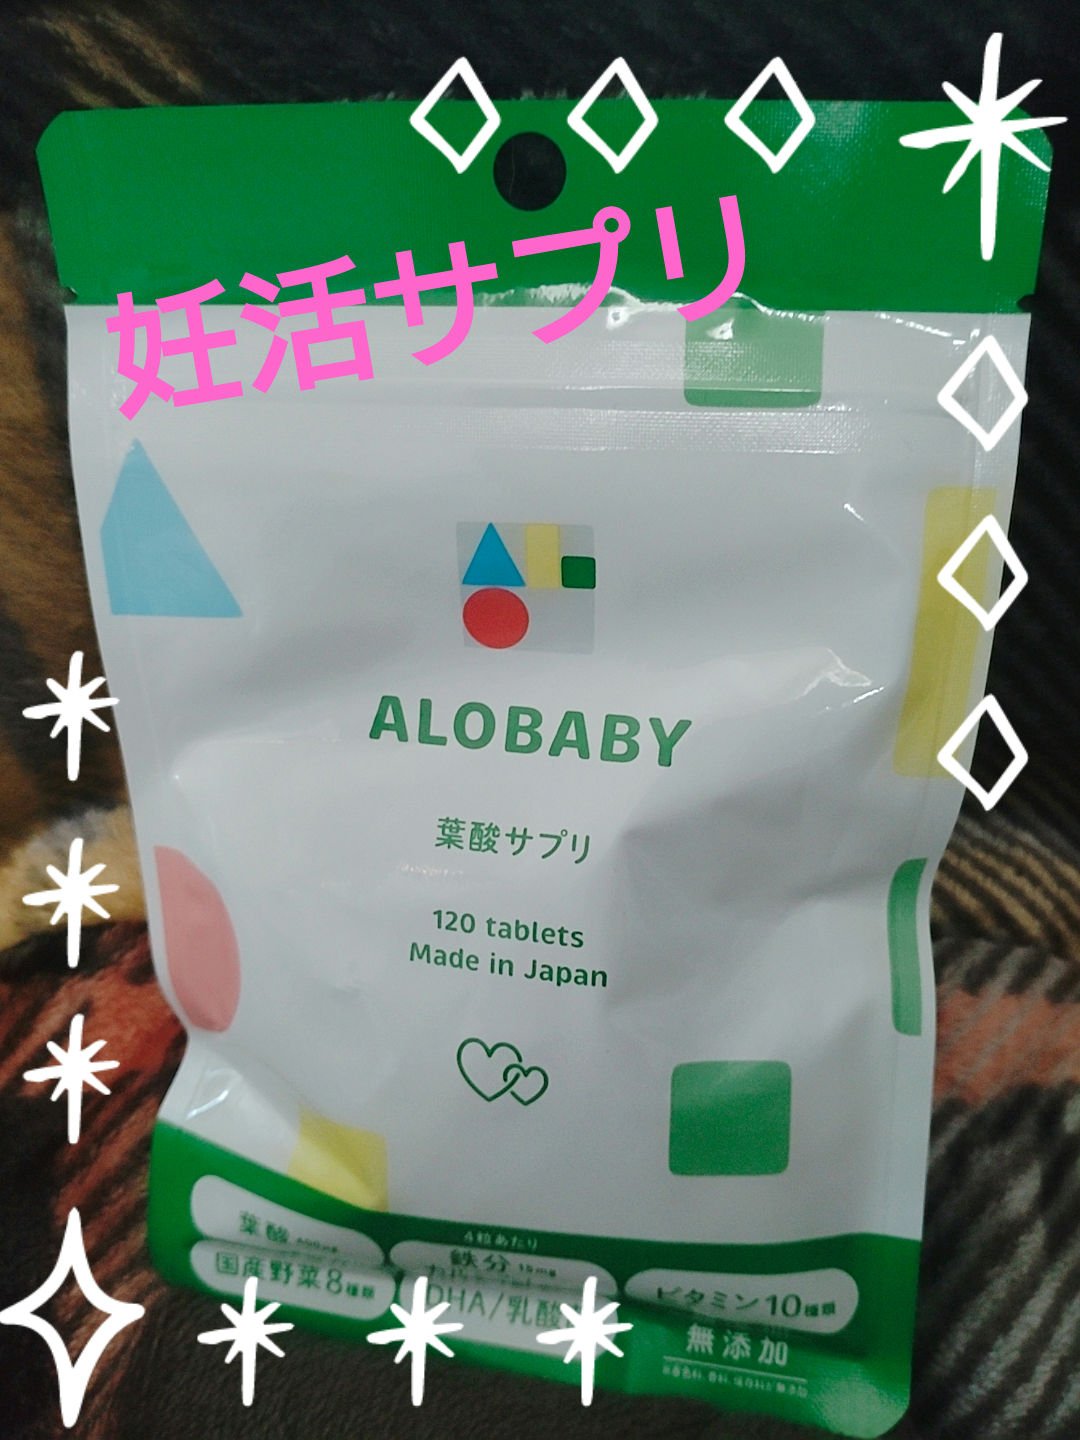 妊活サプリ
ALOBABY
葉酸サプリ
120 tablets
Made in Japan
4粒あたり
葉酸 400μg
鉄分 15mg
ビタミン10種類
国産野菜8種類
DHA/乳酸
無添加